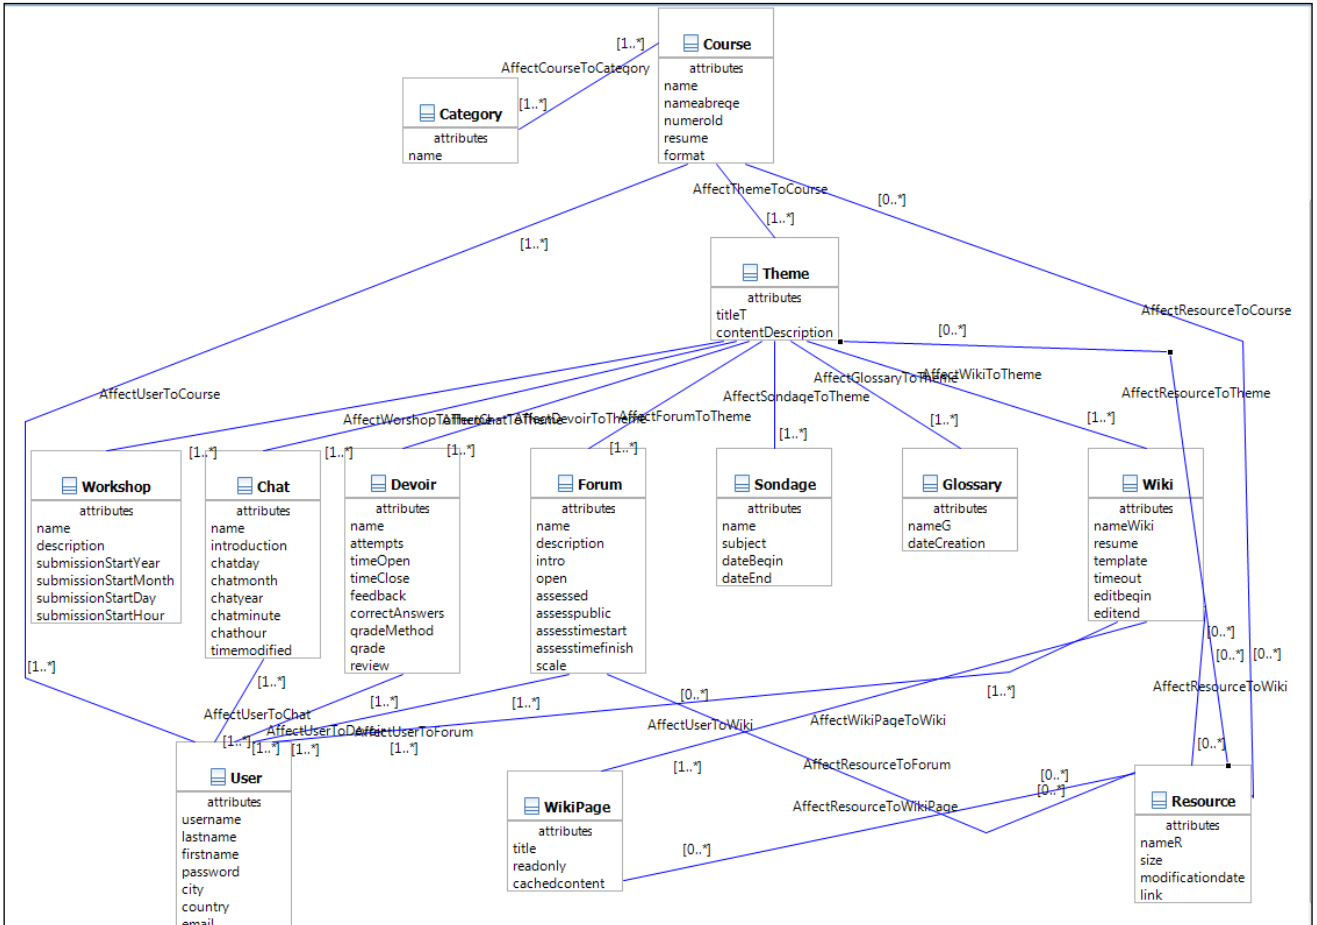 Course
attributes
name
nameabrege
numeroId
resume
format
[1..*]
AffectCourseToCategory
[1..*]
Category
attributes
name
AffectThemeToCourse
[0..*]
[1..*]
[1..*]
Theme
attributes
titleT
contentDescription
AffectResourceToCourse
[0..*]
AffectUserToCourse
AffectGlossaryToTheme
AffectWikiToTheme
AffectSondageToTheme
AffectResourceToTheme
AffectWorshopToTheme
AffectChatToTheme
AffectDevoirToTheme
AffectForumToTheme
[1..*]
[1..*]
[1..*]
[1..*]
[1..*]
[1..*]
[1..*]
Workshop
attributes
name
description
submissionStartYear
submissionStartMonth
submissionStartDay
submissionStartHour
Chat
attributes
name
introduction
chatday
chatmonth
chatyear
chatminute
chathour
timemodified
Devoir
attributes
name
attempts
timeOpen
timeClose
feedback
correctAnswers
gradeMethod
grade
review
Forum
attributes
name
description
intro
open
assessed
assesspublic
assesstimestart
assesstimefinish
scale
Sondage
attributes
name
subject
dateBegin
dateEnd
Glossary
attributes
nameG
dateCreation
Wiki
attributes
nameWiki
resume
template
timeout
editbegin
editend
[0..*]
[0..*]
[0..*]
[1..*]
[1..*]
[1..*]
[1..*]
[0..*]
[1..*]
AffectResourceToWiki
AffectUserToChat
AffectUserToDevoir
AffectUserToForum
AffectUserToWiki
AffectWikiPageToWiki
[1..*]
[1..*]
[1..*]
[1..*]
[0..*]
User
attributes
username
lastname
firstname
password
city
country
email
[1..*]
AffectResourceToForum
[0..*]
[0..*]
AffectResourceToWikiPage
WikiPage
attributes
title
readonly
cachedcontent
[0..*]
Resource
attributes
nameR
size
modificationdate
link